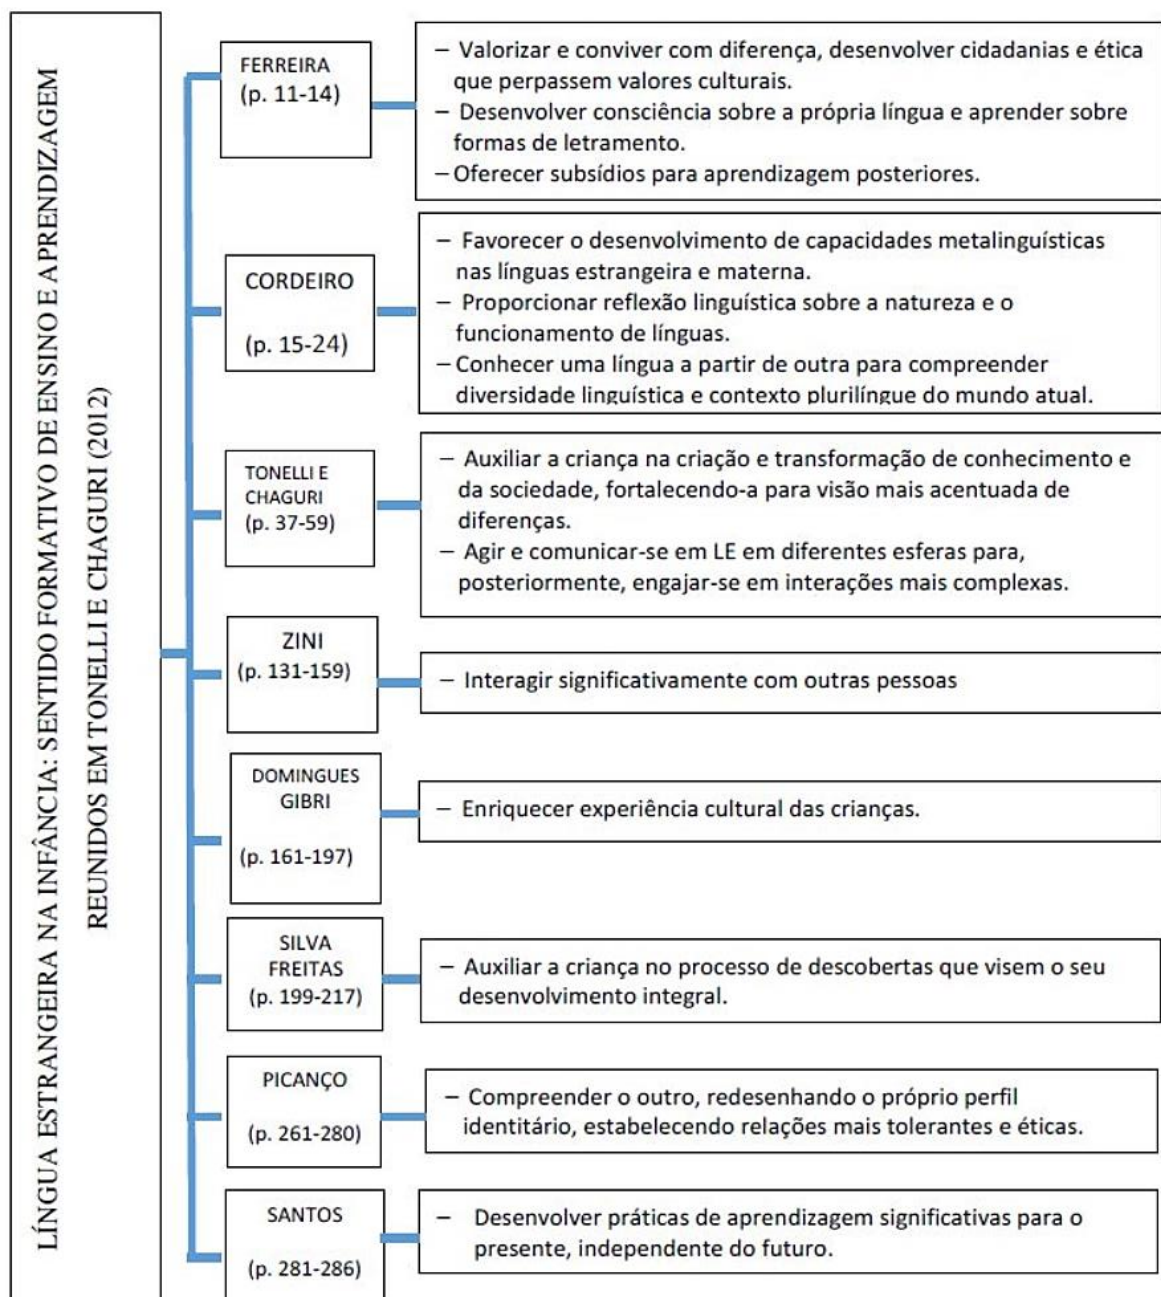 LÍNGUA ESTRANGEIRA NA INFÂNCIA: SENTIDO FORMATIVO DE ENSINO E APRENDIZAGEM
REUNIDOS EM TONELLI E CHAGURI (2012)
FERREIRA
(p. 11-14)
– Valorizar e conviver com diferença, desenvolver cidadanias e ética
que perpassem valores culturais.
– Desenvolver consciência sobre a própria língua e aprender sobre
formas de letramento.
– Oferecer subsídios para aprendizagem posteriores.
CORDEIRO
(p. 15-24)
– Favorecer o desenvolvimento de capacidades metalinguísticas
nas línguas estrangeira e materna.
– Proporcionar reflexão linguística sobre a natureza e o
funcionamento de línguas.
– Conhecer uma língua a partir de outra para compreender
diversidade linguística e contexto plurilíngue do mundo atual.
TONELLI E
CHAGURI
(p. 37-59)
– Auxiliar a criança na criação e transformação de conhecimento e
da sociedade, fortalecendo-a para visão mais acentuada de
diferenças.
– Agir e comunicar-se em LE em diferentes esferas para,
posteriormente, engajar-se em interações mais complexas.
ZINI
(p. 131-159)
– Interagir significativamente com outras pessoas
DOMINGUES
GIBRI
(p. 161-197)
– Enriquecer experiência cultural das crianças.
SILVA
FREITAS
(p. 199-217)
– Auxiliar a criança no processo de descobertas que visem o seu
desenvolvimento integral.
PICANÇO
(p. 261-280)
– Compreender o outro, redesenhando o próprio perfil
identitário, estabelecendo relações mais tolerantes e éticas.
SANTOS
(p. 281-286)
– Desenvolver práticas de aprendizagem significativas para o
presente, independente do futuro.